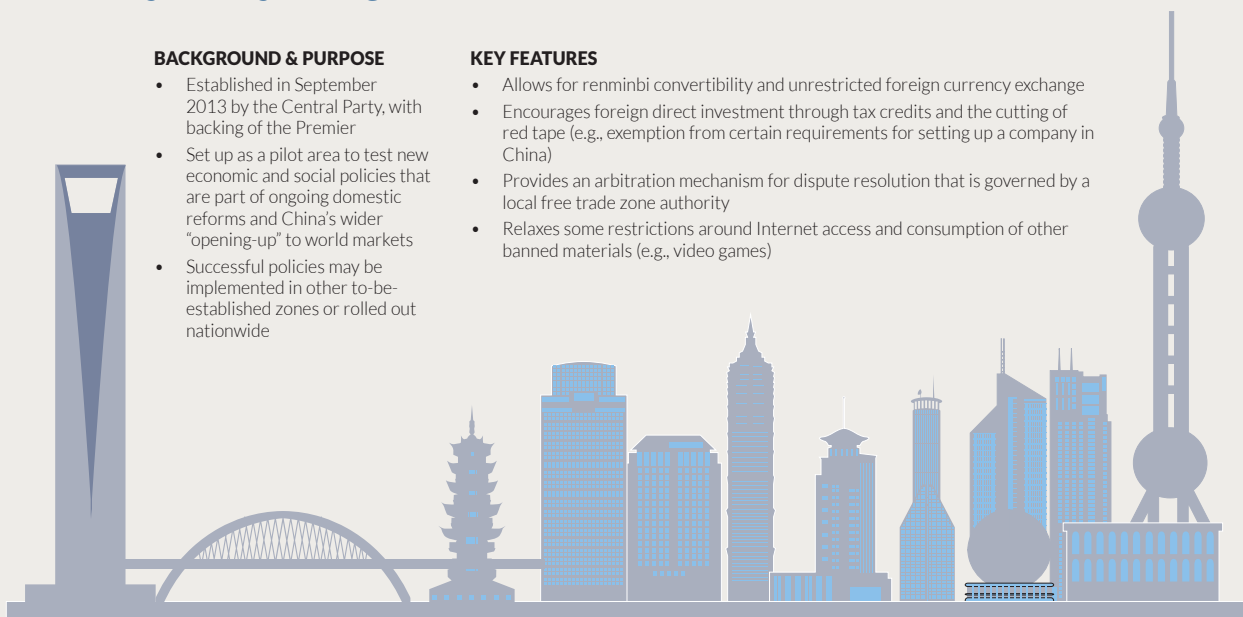 BACKGROUND & PURPOSE
• Established in September
2013 by the Central Party, with
backing of the Premier
• Set up as a pilot area to test new
economic and social policies that
are part of ongoing domestic
reforms and China's wider
“opening-up” to world markets
• Successful policies may be
implemented in other to-be-
established zones or rolled out
nationwide
KEY FEATURES
• Allows for renminbi convertibility and unrestricted foreign currency exchange
• Encourages foreign direct investment through tax credits and the cutting of
red tape (e.g., exemption from certain requirements for setting up a company in
China)
• Provides an arbitration mechanism for dispute resolution that is governed by a
local free trade zone authority
• Relaxes some restrictions around Internet access and consumption of other
banned materials (e.g., video games)